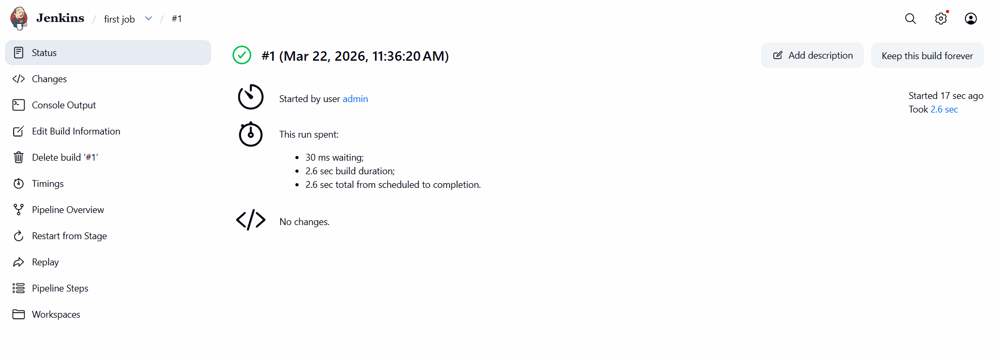 Jenkins / first job / #1
Status
Changes
Console Output
Edit Build Information
Delete build ‘#1’
Timings
Pipeline Overview
Restart from Stage
Replay
Pipeline Steps
Workspaces
#1 (Mar 22, 2026, 11:36:20 AM)
Add description
Keep this build forever
Started by user admin
Started 17 sec ago
Took 2.6 sec
This run spent:
• 30 ms waiting;
• 2.6 sec build duration;
• 2.6 sec total from scheduled to completion.
No changes.